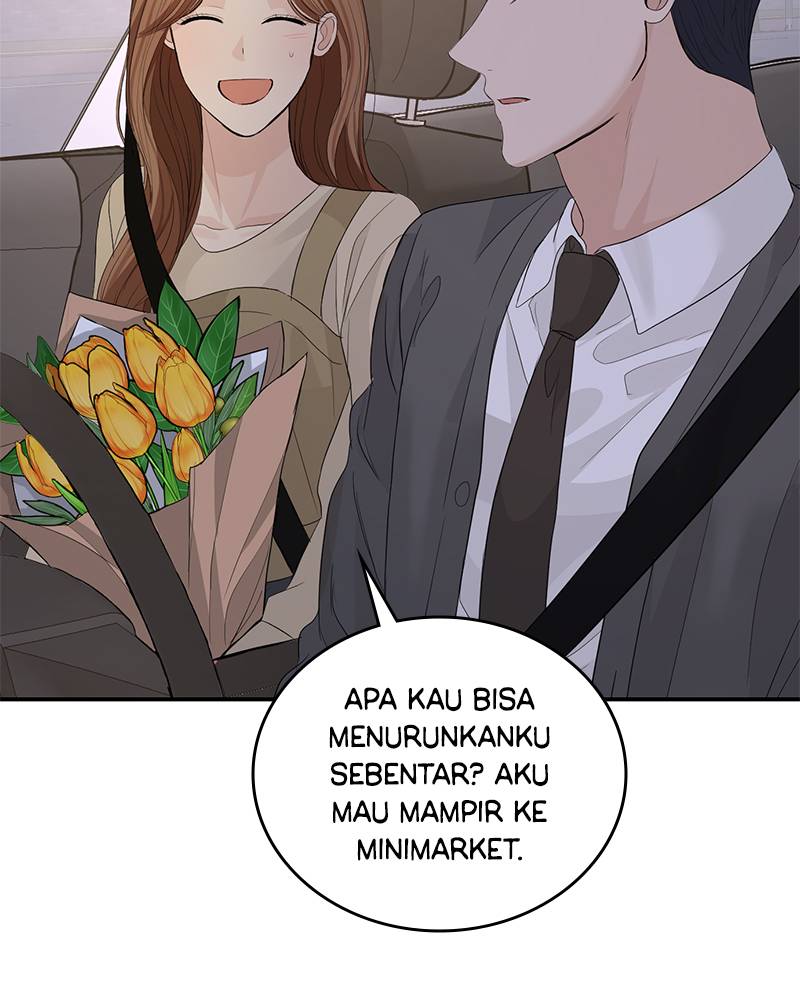 APA KAU BISA
MENURUNKANKU
SEBENTAR? AKU
MAU MAMPIR KE
MINIMARKET.